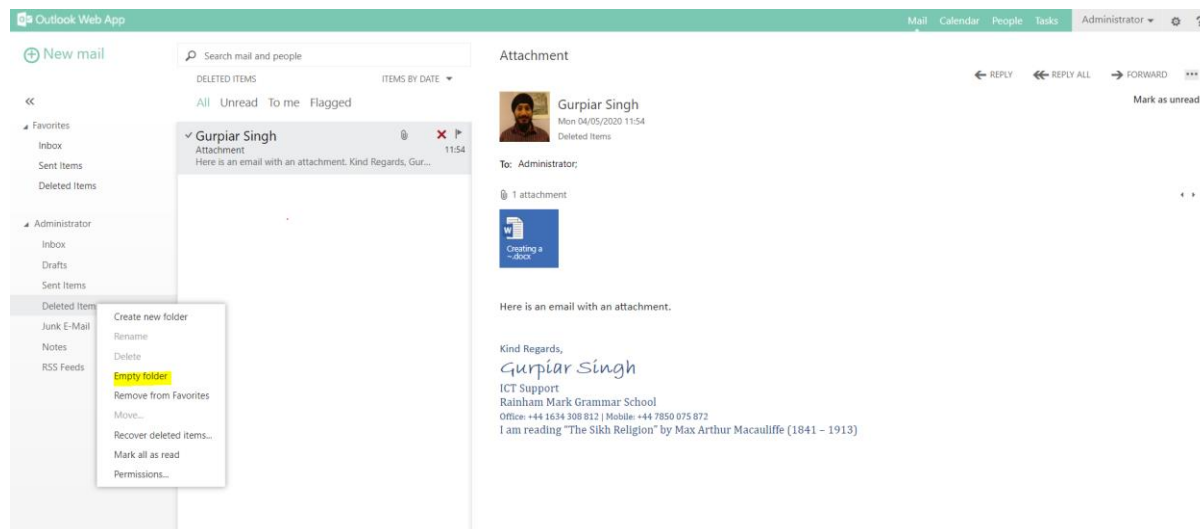 Outlook Web App
Mail Calendar People Tasks Administrator ?
New mail
Favorites
Inbox
Sent Items
Deleted Items
Administrator
Inbox
Drafts
Sent Items
Deleted Item
Junk E-Mail
Notes
RSS Feeds
Create new folder
Rename
Delete
Empty folder
Remove from Favorites
Move...
Recover deleted items...
Mark all as read
Permissions...
Search mail and people
DELETED ITEMS ITEMS BY DATE
All Unread To me Flagged
Gurpiar Singh
Attachment 11:54
Here is an email with an attachment. Kind Regards, Gur...
Attachment
REPLY REPLY ALL FORWARD ...
Mark as unread
Gurpiar Singh
Mon 04/05/2020 11:54
Deleted Items
To: Administrator;
1 attachment
W
Creating a
~.docx
Here is an email with an attachment.
Kind Regards,
Gurpiar Singh
ICT Support
Rainham Mark Grammar School
Office: +44 1634 308 812 | Mobile: +44 7850 075 872
I am reading "The Sikh Religion" by Max Arthur Macauliffe (1841 – 1913)